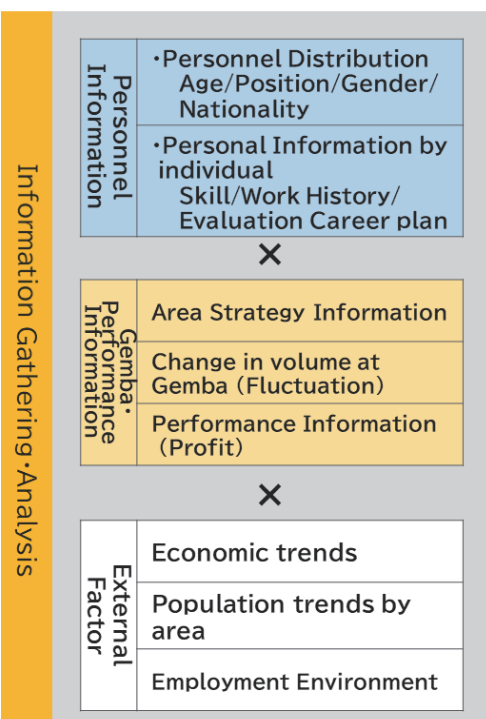 Information Gathering・Analysis
Personnel
Information
・Personnel Distribution
Age/Position/Gender/
Nationality
・Personal Information by
individual
Skill/Work History/
Evaluation Career plan
×
Gemba・
Performance
Information
Area Strategy Information
Change in volume at
Gemba (Fluctuation)
Performance Information
(Profit)
×
External
Factor
Economic trends
Population trends by
area
Employment Environment